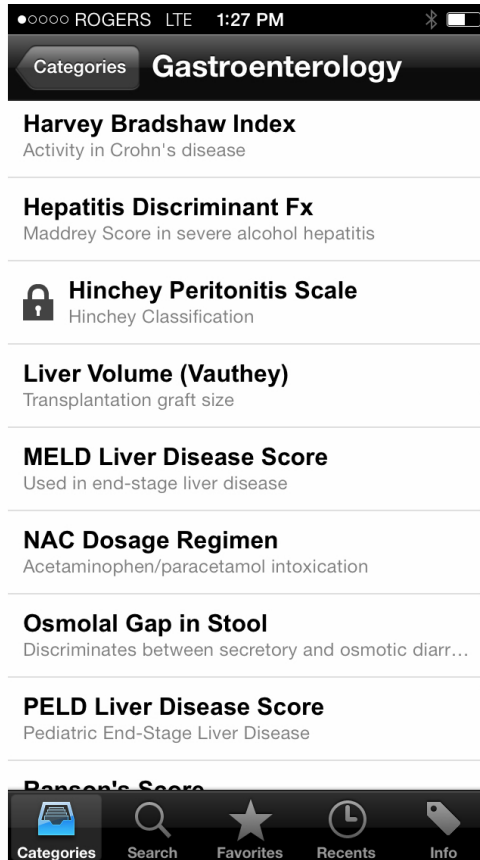 ROGERS LTE 1:27 PM
Categories Gastroenterology
Harvey Bradshaw Index
Activity in Crohn's disease
Hepatitis Discriminant Fx
Maddrey Score in severe alcohol hepatitis
Hinchey Peritonitis Scale
Hinchey Classification
Liver Volume (Vauthey)
Transplantation graft size
MELD Liver Disease Score
Used in end-stage liver disease
NAC Dosage Regimen
Acetaminophen/paracetamol intoxication
Osmolal Gap in Stool
Discriminates between secretory and osmotic diarr...
PELD Liver Disease Score
Pediatric End-Stage Liver Disease
Ranson's Score
Categories Search Favorites Recents Info